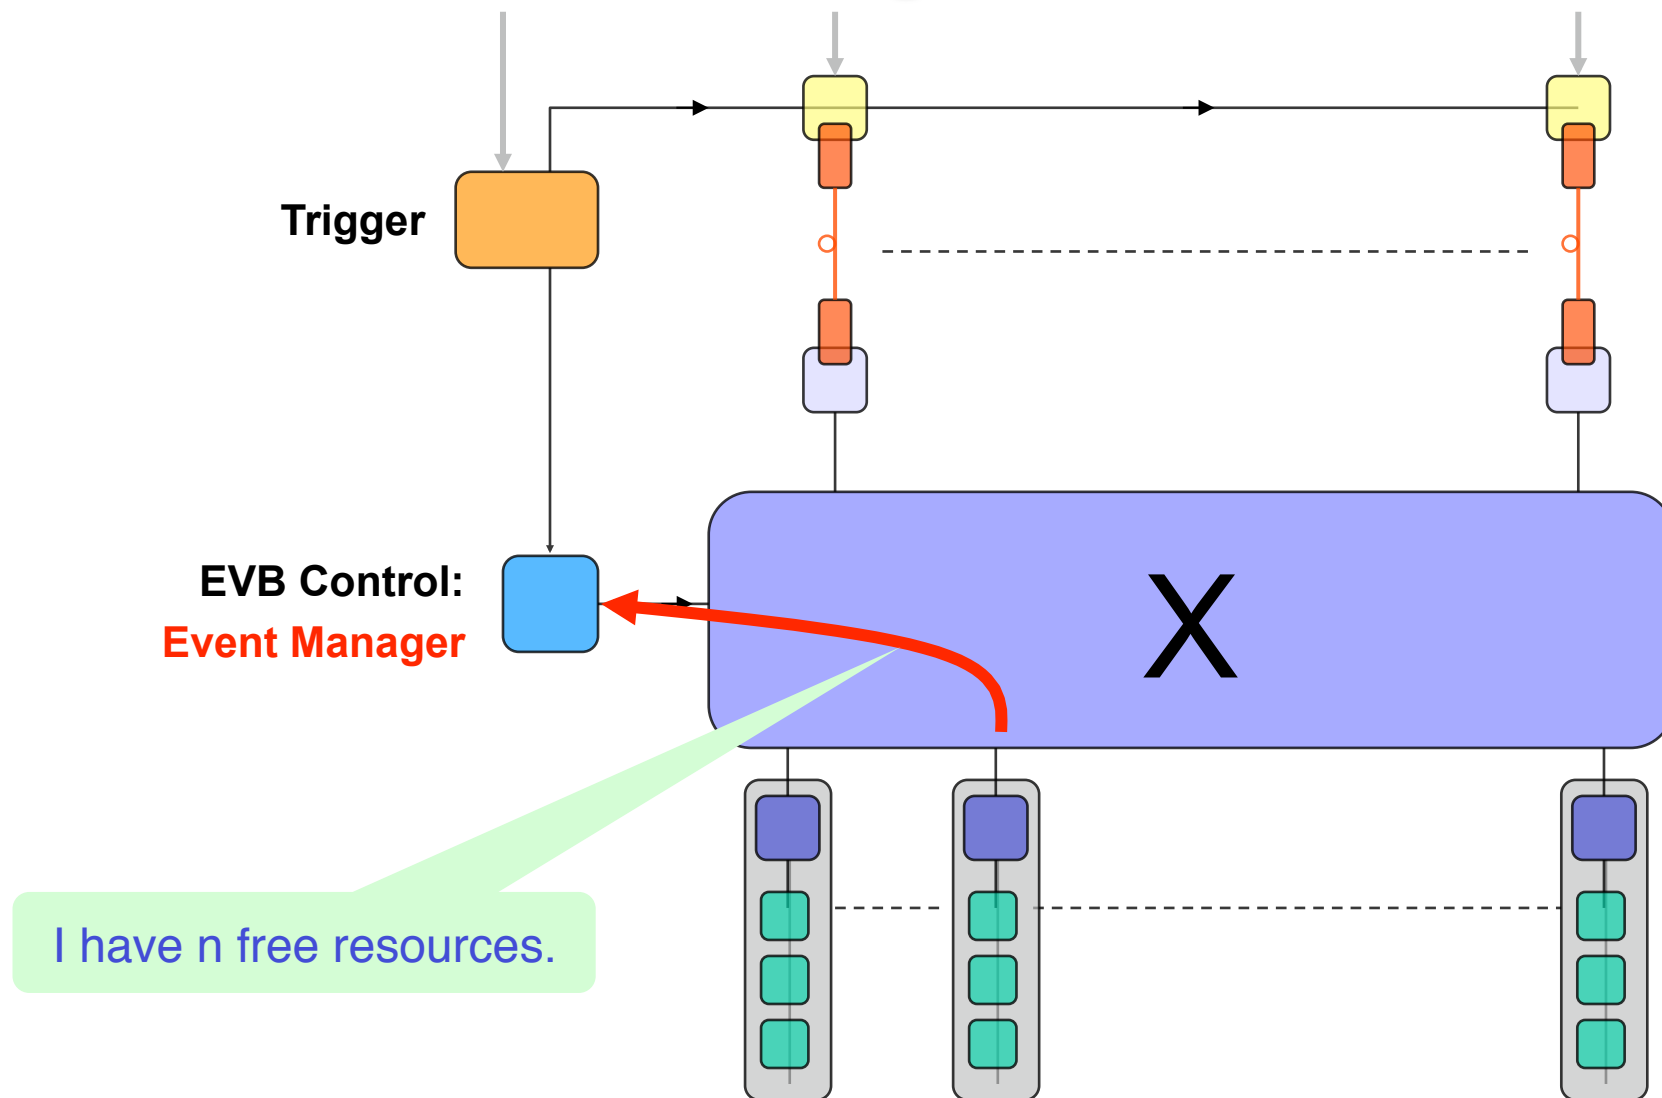 Trigger
EVB Control:
Event Manager
X
I have n free resources.